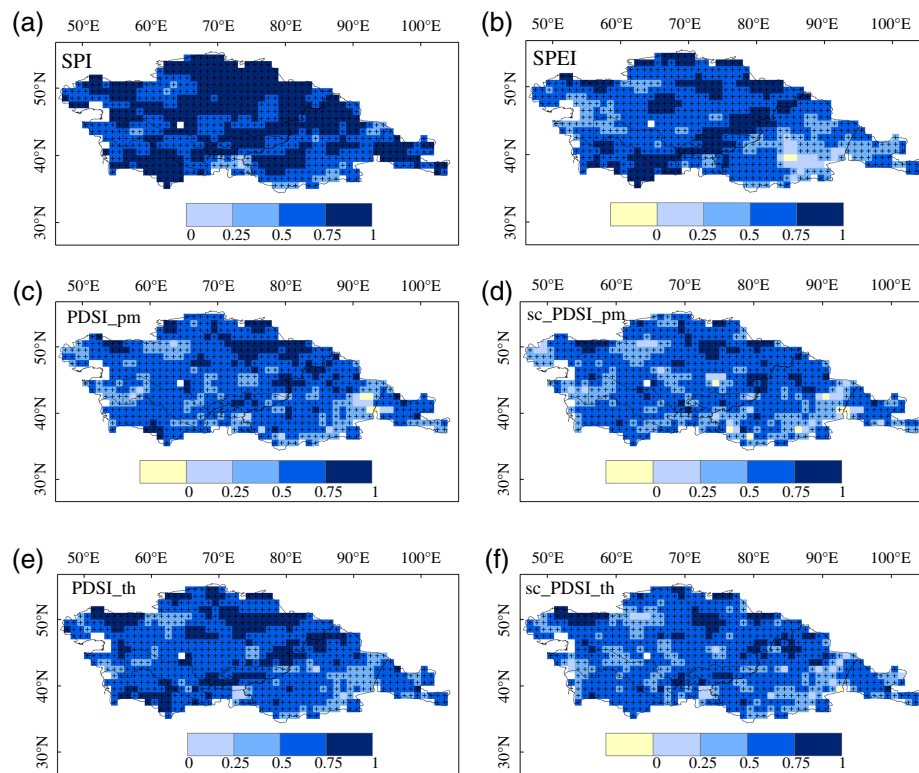 (a) (b)
50°E 60°E 70°E 80°E 90°E 100°E 50°E 60°E 70°E 80°E 90°E 100°E
SPI SPEI
50°N 50°N
40°N 40°N
30°N 30°N
0 0.25 0.5 0.75 1 0 0.25 0.5 0.75 1
(c) (d)
50°E 60°E 70°E 80°E 90°E 100°E 50°E 60°E 70°E 80°E 90°E 100°E
PDSI_pm sc_PDSI_pm
50°N 50°N
40°N 40°N
30°N 30°N
0 0.25 0.5 0.75 1 0 0.25 0.5 0.75 1
(e) (f)
50°E 60°E 70°E 80°E 90°E 100°E 50°E 60°E 70°E 80°E 90°E 100°E
PDSI_th sc_PDSI_th
50°N 50°N
40°N 40°N
30°N 30°N
0 0.25 0.5 0.75 1 0 0.25 0.5 0.75 1